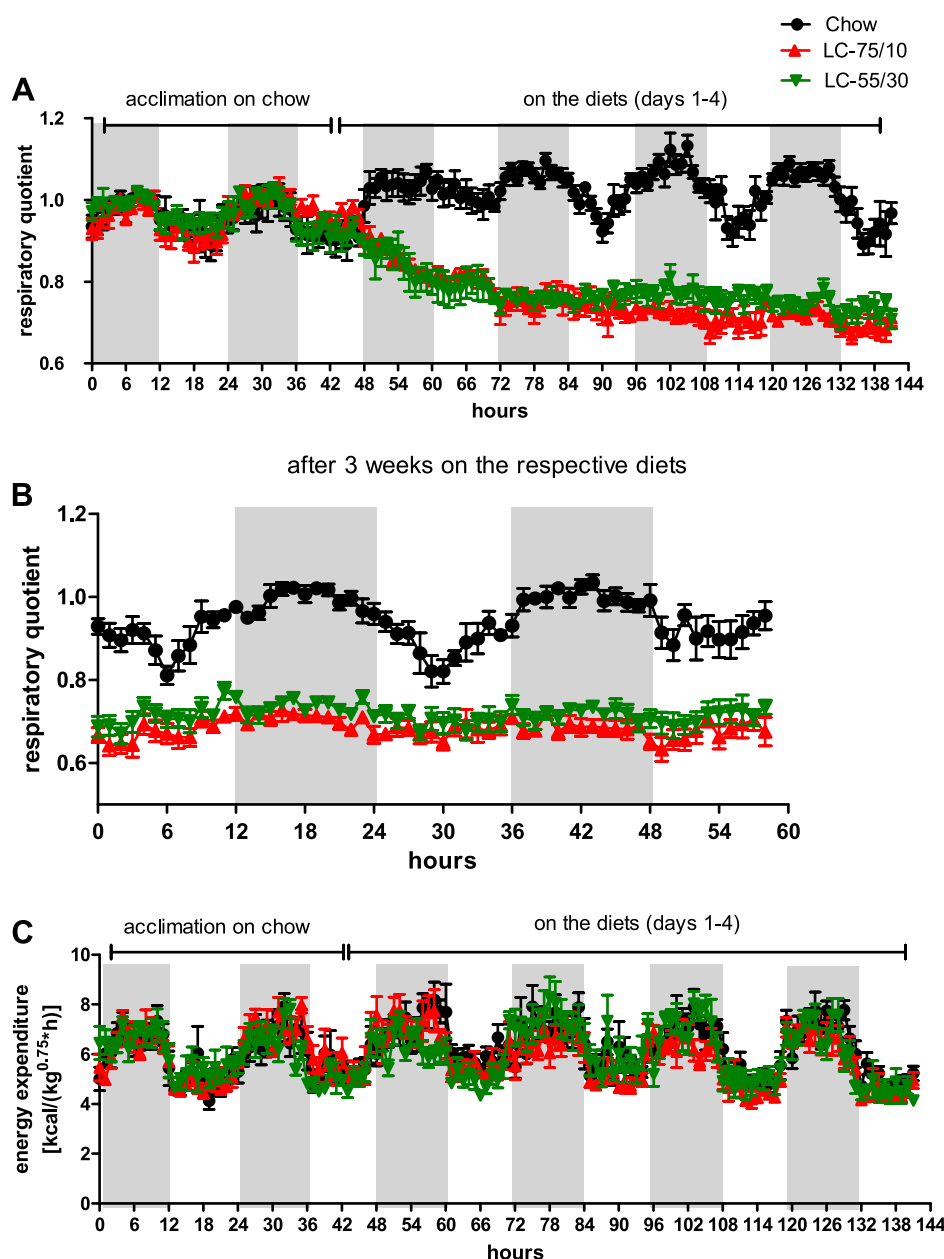 Chow
LC-75/10
LC-55/30
A
acclimation on chow
on the diets (days 1-4)
respiratory quotient
1.2
1.0
0.8
0.6
0 6 12 18 24 30 36 42 48 54 60 66 72 78 84 90 96 102 108 114 120 126 132 138 144
hours
after 3 weeks on the respective diets
B
respiratory quotient
1.2
1.0
0.8
0.6
0 6 12 18 24 30 36 42 48 54 60
hours
C
acclimation on chow
on the diets (days 1-4)
energy expenditure
[kcal/(kg^0.75*h)]
10
8
6
4
2
0
0 6 12 18 24 30 36 42 48 54 60 66 72 78 84 90 96 102 108 114 120 126 132 138 144
hours